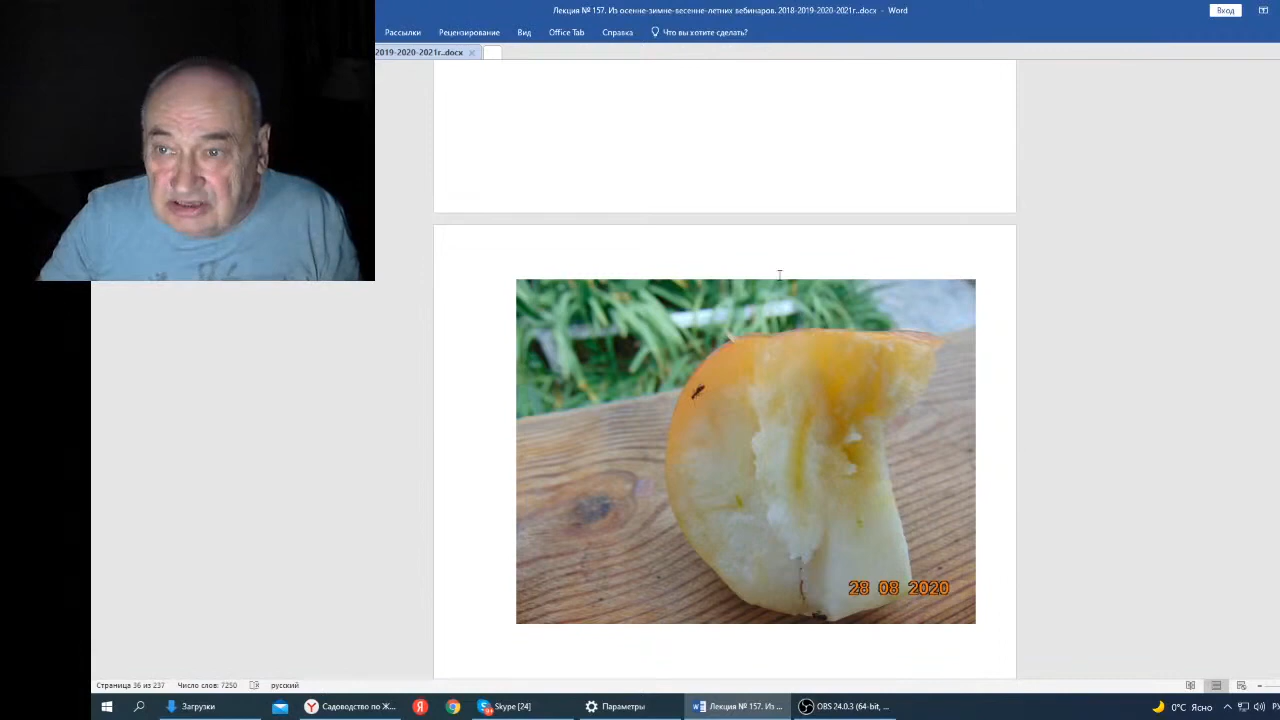 Лекция № 157. Из осенне-зимне-весенне-летних вебинаров. 2018-2019-2020-2021г..docx - Word
Вход
Рассылки Рецензирование Вид Office Tab Справка Что вы хотите сделать?
2019-2020-2021г..docx
28 08 2020
Страница 36 из 237 Число слов: 7250 русский
Загрузки Садоводство по Ж... Skype [24] Параметры Лекция № 157. Из ... OBS 24.0.3 (64-bit, ... 0°C Ясно